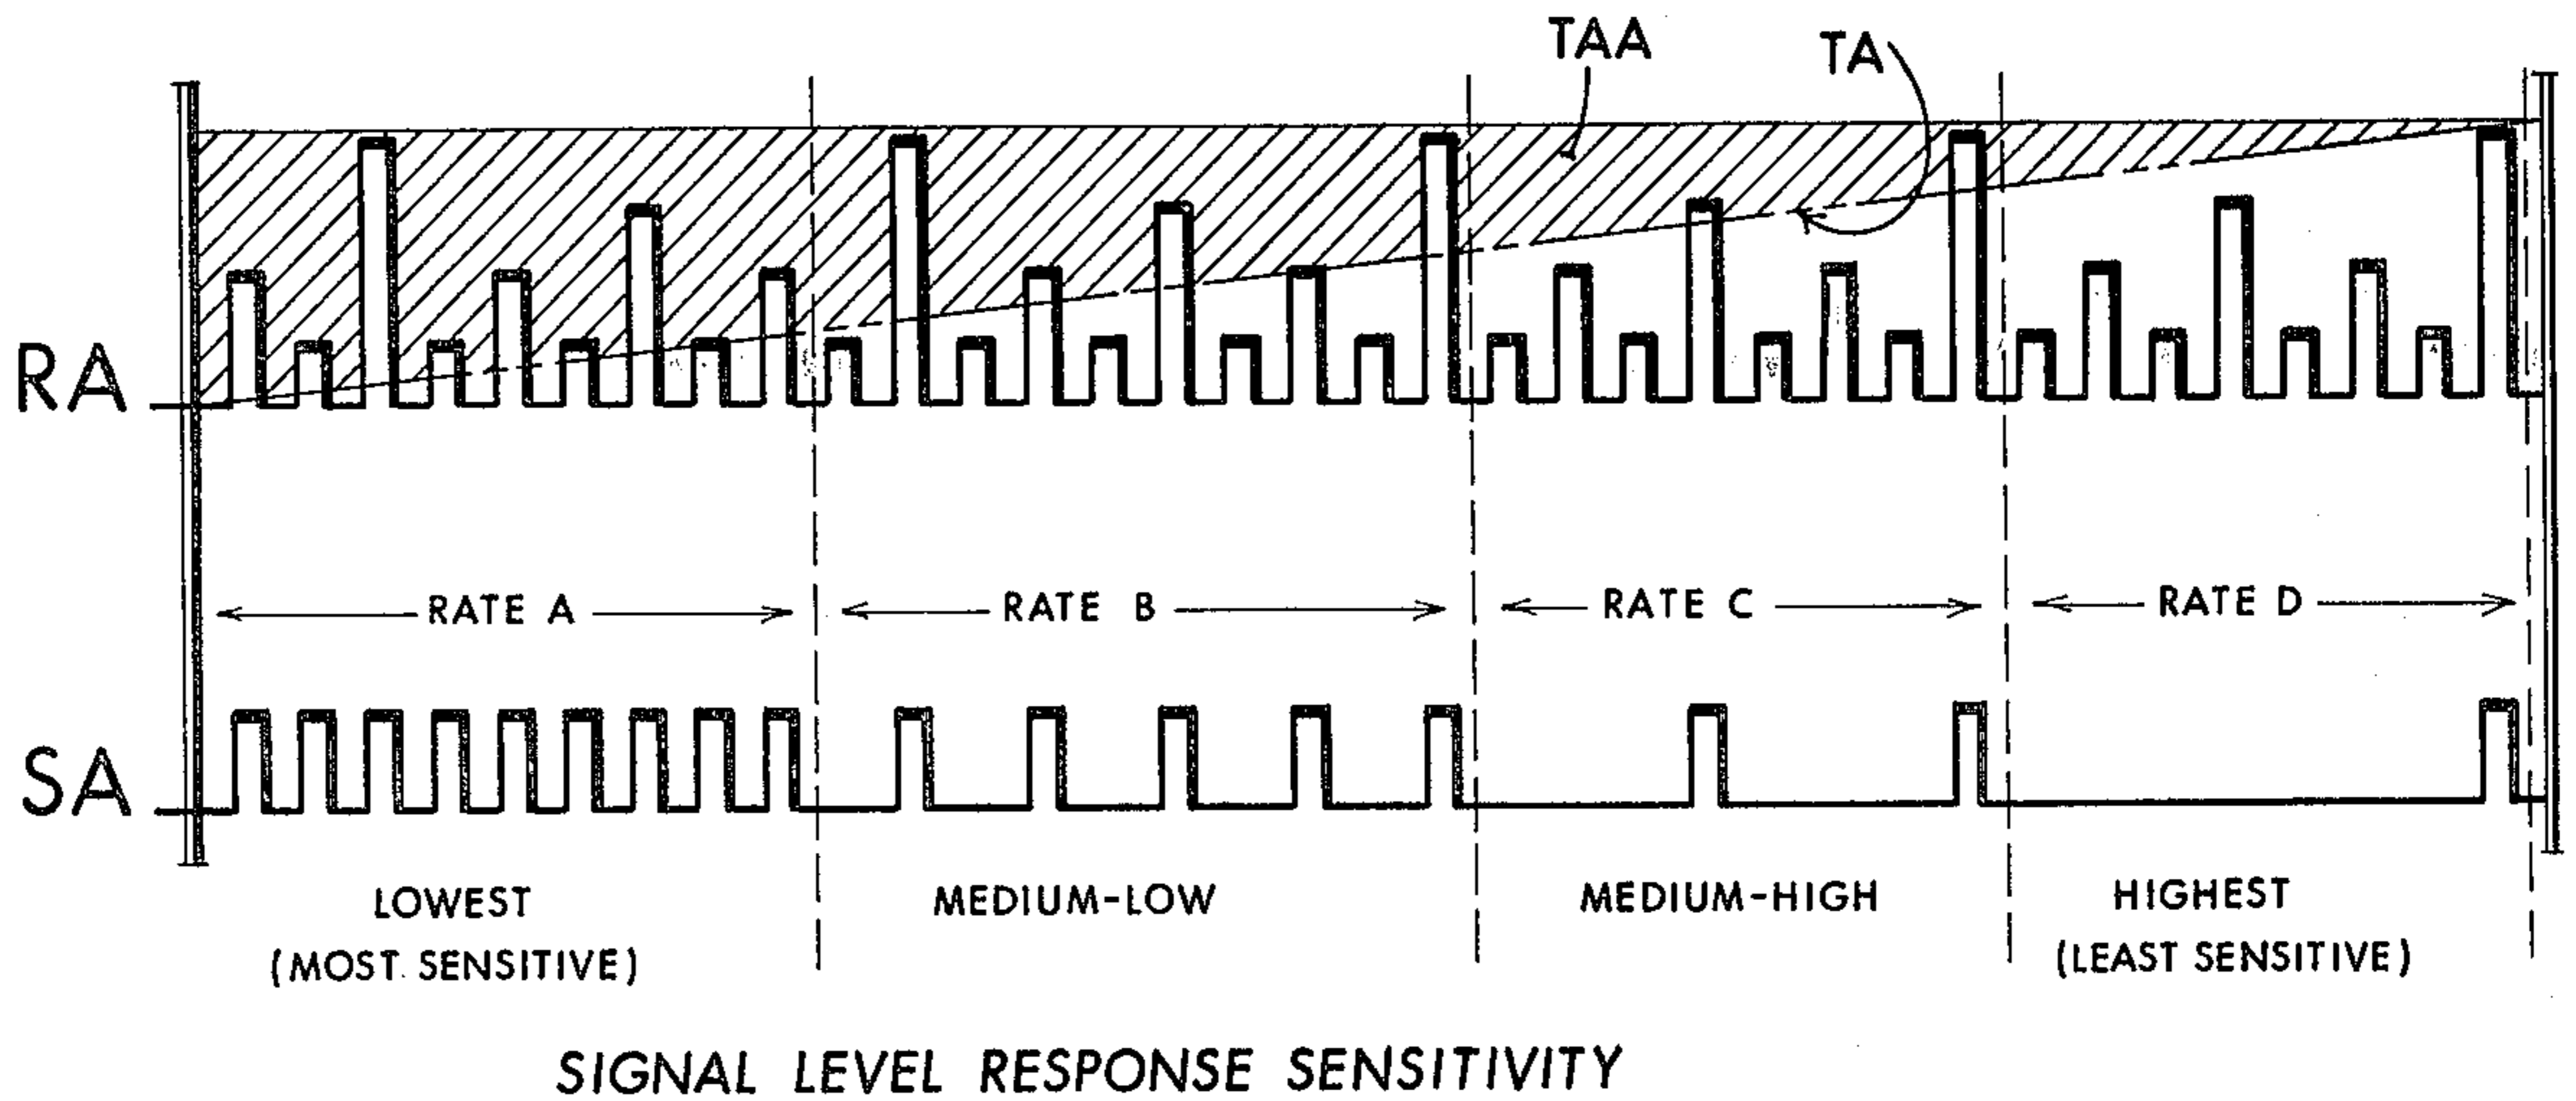 TAA
TA
RA
RATE A
RATE B
RATE C
RATE D
SA
LOWEST
(MOST SENSITIVE)
MEDIUM-LOW
MEDIUM-HIGH
HIGHEST
(LEAST SENSITIVE)
SIGNAL LEVEL RESPONSE SENSITIVITY